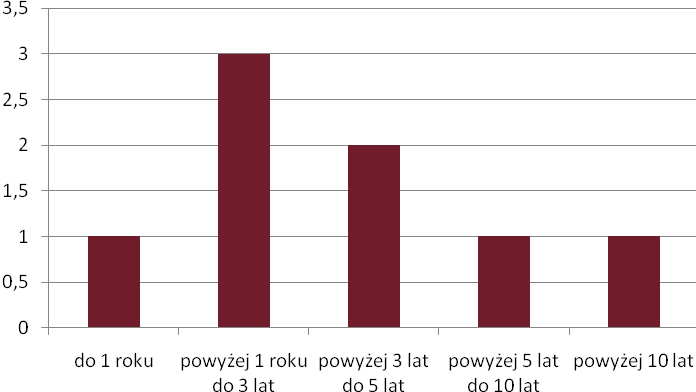 3,5
3
2,5
2
1,5
1
0,5
0
do 1 roku
powyżej 1 roku
do 3 lat
powyżej 3 lat
do 5 lat
powyżej 5 lat
do 10 lat
powyżej 10 lat